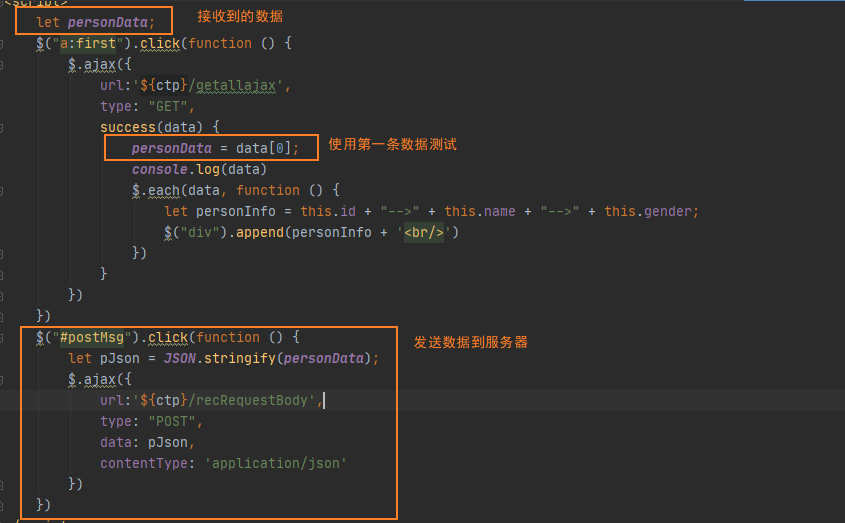 <script>
let personData; 接收到的数据
$("a:first").click(function () {
$.ajax({
url:'${ctp}/getallajax',
type: "GET",
success(data) {
personData = data[0]; 使用第一条数据测试
console.log(data)
$.each(data, function () {
let personInfo = this.id + "-->" + this.name + "-->" + this.gender;
$("div").append(personInfo + '<br/>')
})
}
})
})
$("#postMsg").click(function () { 发送数据到服务器
let pJson = JSON.stringify(personData);
$.ajax({
url:'${ctp}/recRequestBody',
type: "POST",
data: pJson,
contentType: 'application/json'
})
})